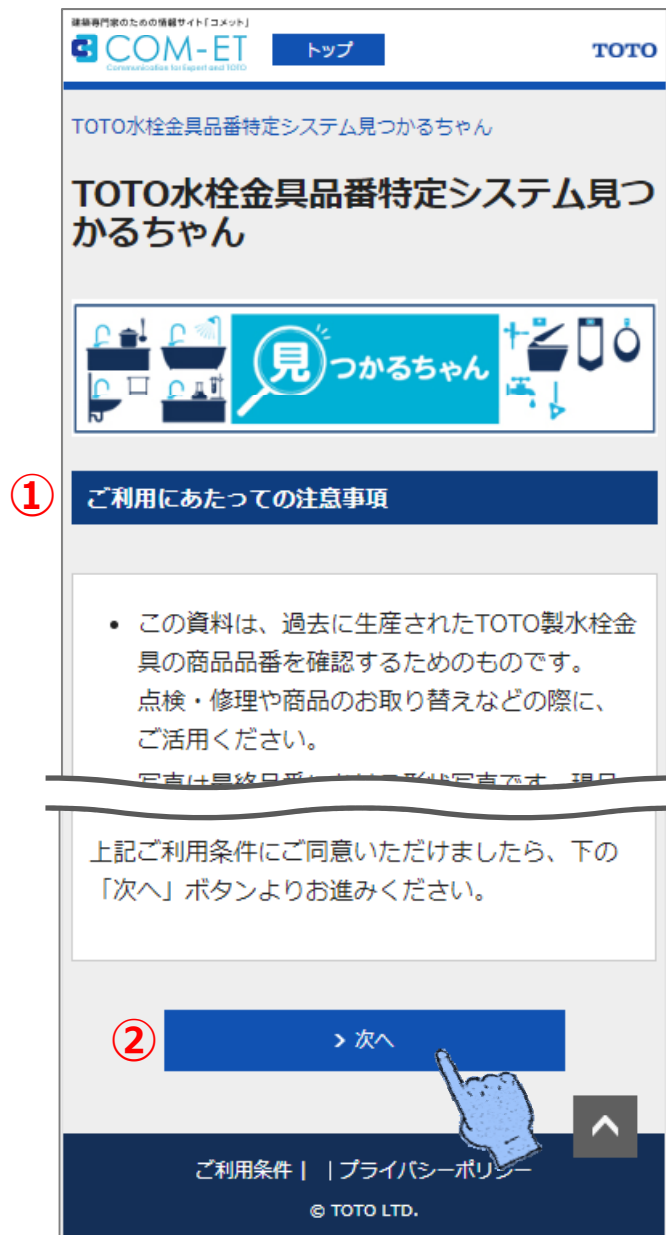 建築専門家のための情報サイト「コメット」
COM-ET
Communication for Expert and TOTO
トップ
TOTO
TOTO水栓金具品番特定システム見つかるちゃん
TOTO水栓金具品番特定システム見つ
かるちゃん
見つかるちゃん
① ご利用にあたっての注意事項
• この資料は、過去に生産されたTOTO製水栓金
具の商品品番を確認するためのものです。
点検・修理や商品のお取り替えなどの際に、
ご活用ください。
上記ご利用条件にご同意いただけましたら、下の
「次へ」ボタンよりお進みください。
② > 次へ
ご利用条件 | | プライバシーポリシー
© TOTO LTD.